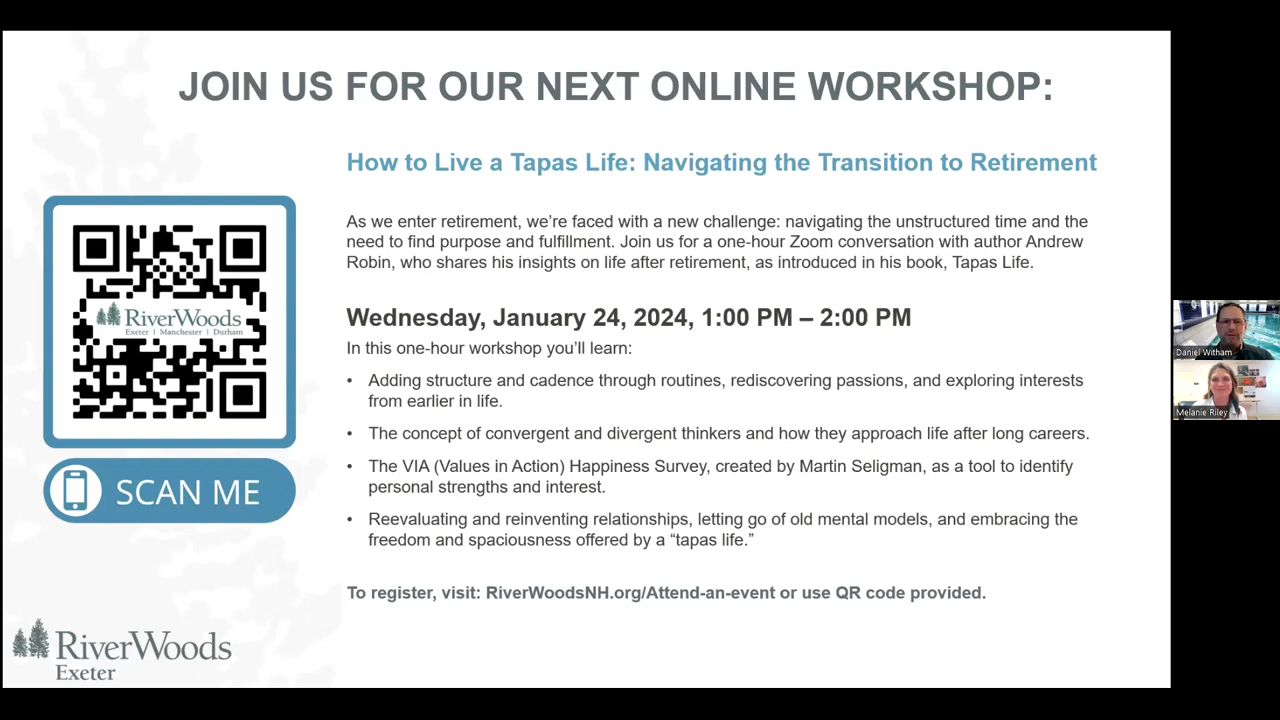 JOIN US FOR OUR NEXT ONLINE WORKSHOP:
How to Live a Tapas Life: Navigating the Transition to Retirement
As we enter retirement, we’re faced with a new challenge: navigating the unstructured time and the
need to find purpose and fulfillment. Join us for a one-hour Zoom conversation with author Andrew
Robin, who shares his insights on life after retirement, as introduced in his book, Tapas Life.
Wednesday, January 24, 2024, 1:00 PM – 2:00 PM
In this one-hour workshop you’ll learn:
• Adding structure and cadence through routines, rediscovering passions, and exploring interests
from earlier in life.
• The concept of convergent and divergent thinkers and how they approach life after long careers.
• The VIA (Values in Action) Happiness Survey, created by Martin Seligman, as a tool to identify
personal strengths and interest.
• Reevaluating and reinventing relationships, letting go of old mental models, and embracing the
freedom and spaciousness offered by a “tapas life.”
To register, visit: RiverWoodsNH.org/Attend-an-event or use QR code provided.
RiverWoods
Exeter | Manchester | Durham
SCAN ME
RiverWoods
Exeter
Daniel Witham
Melanie Riley